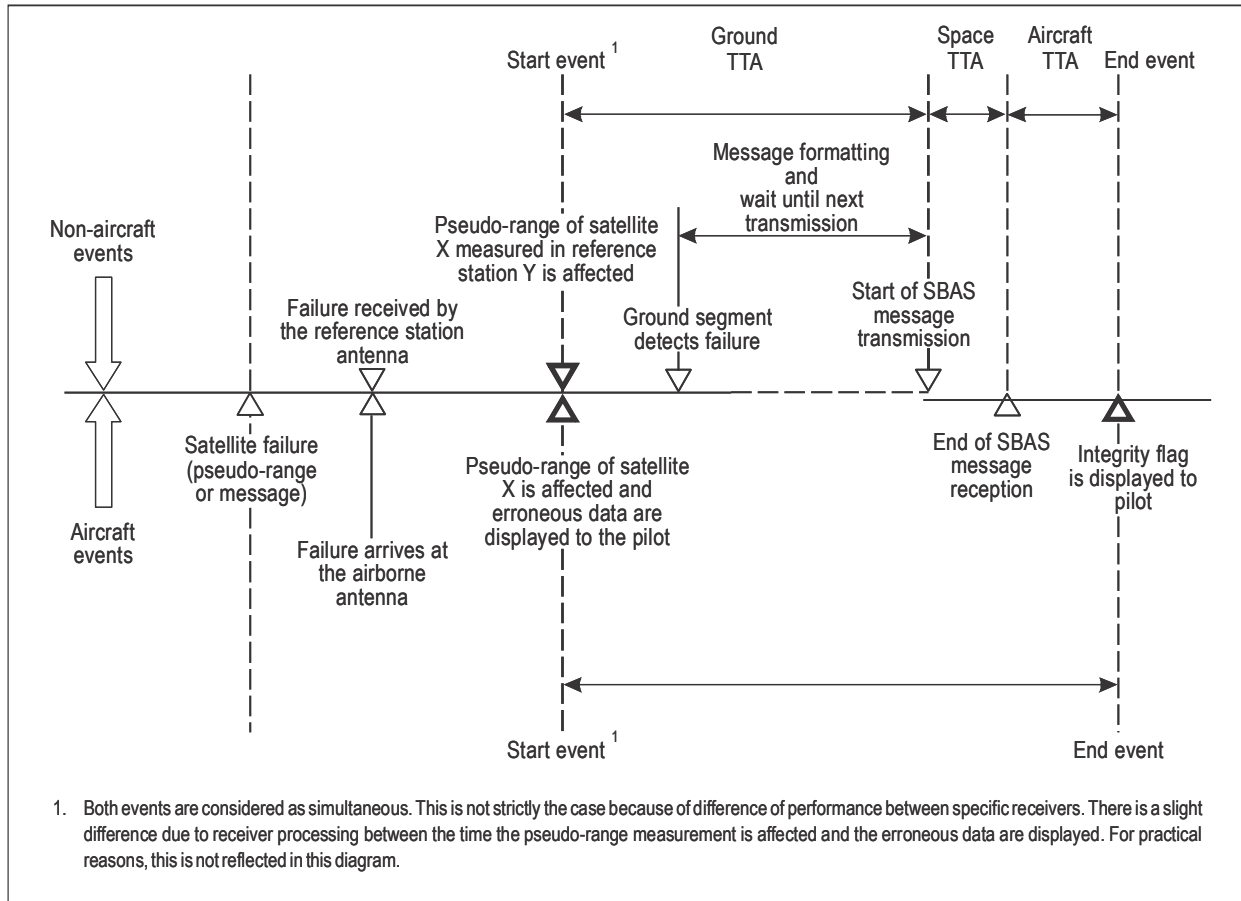 Start event 1
Ground
TTA
Space
TTA
Aircraft
TTA
End event
Message formatting
and
wait until next
transmission
Non-aircraft
events
Pseudo-range of satellite
X measured in reference
station Y is affected
Failure received by
the reference station
antenna
Ground segment
detects failure
Start of SBAS
message
transmission
Satellite failure
(pseudo-range
or message)
Pseudo-range of satellite
X is affected and
erroneous data are
displayed to the pilot
End of SBAS
message
reception
Integrity flag
is displayed to
pilot
Aircraft
events
Failure arrives at
the airborne
antenna
Start event 1
End event
1. Both events are considered as simultaneous. This is not strictly the case because of difference of performance between specific receivers. There is a slight
difference due to receiver processing between the time the pseudo-range measurement is affected and the erroneous data are displayed. For practical
reasons, this is not reflected in this diagram.